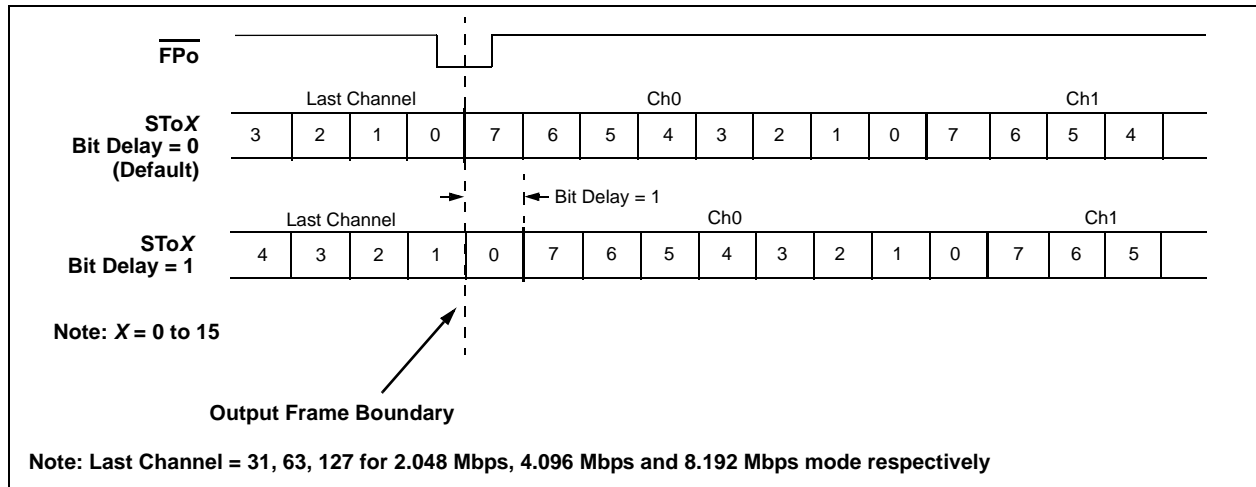 FPo
Last Channel Ch0 Ch1
SToX
Bit Delay = 0
(Default)
3 2 1 0 7 6 5 4 3 2 1 0 7 6 5 4
Bit Delay = 1
Last Channel Ch0 Ch1
SToX
Bit Delay = 1
4 3 2 1 0 7 6 5 4 3 2 1 0 7 6 5
Note: X = 0 to 15
Output Frame Boundary
Note: Last Channel = 31, 63, 127 for 2.048 Mbps, 4.096 Mbps and 8.192 Mbps mode respectively